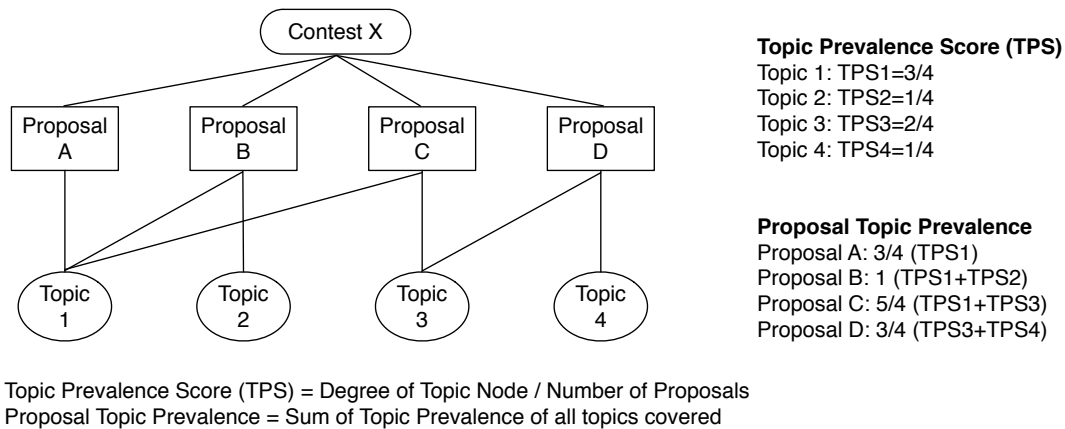 Contest X
Proposal
A
Proposal
B
Proposal
C
Proposal
D
Topic
1
Topic
2
Topic
3
Topic
4
Topic Prevalence Score (TPS)
Topic 1: TPS1=3/4
Topic 2: TPS2=1/4
Topic 3: TPS3=2/4
Topic 4: TPS4=1/4
Proposal Topic Prevalence
Proposal A: 3/4 (TPS1)
Proposal B: 1 (TPS1+TPS2)
Proposal C: 5/4 (TPS1+TPS3)
Proposal D: 3/4 (TPS3+TPS4)
Topic Prevalence Score (TPS) = Degree of Topic Node / Number of Proposals
Proposal Topic Prevalence = Sum of Topic Prevalence of all topics covered